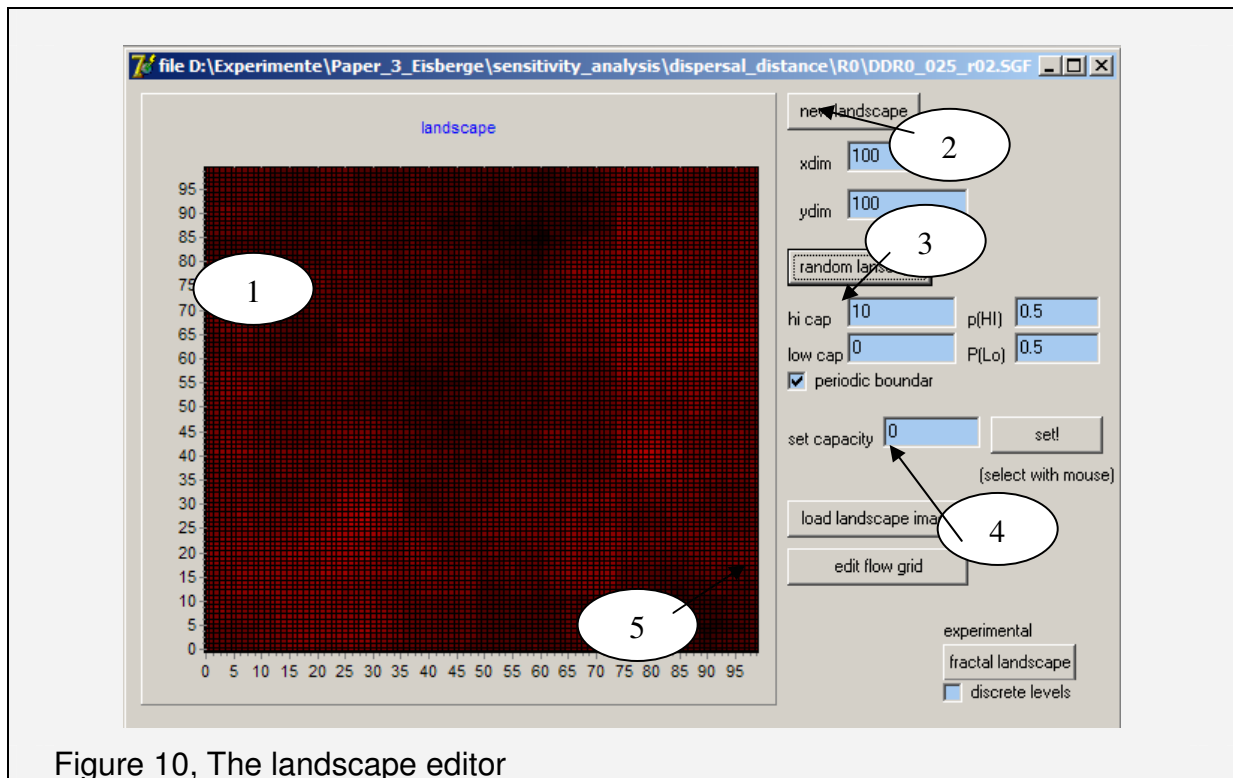 file D:\Experimente\Paper_3_Eisberge\sensitivity_analysis\dispersal_distance\R0\DDR0_025_r02.SGF
landscape
95
90
85
80
75
70
65
60
55
50
45
40
35
30
25
20
15
10
5
0
0 5 10 15 20 25 30 35 40 45 50 55 60 65 70 75 80 85 90 95
1
5
new landscape
2
xdim 100
ydim 100
3
random
hi cap 10 p(HI) 0.5
low cap 0 P(Lo) 0.5
periodic boundar
set capacity 0 set!
(select with mouse)
load landscape
4
edit flow grid
experimental
fractal landscape
discrete levels
Figure 10, The landscape editor